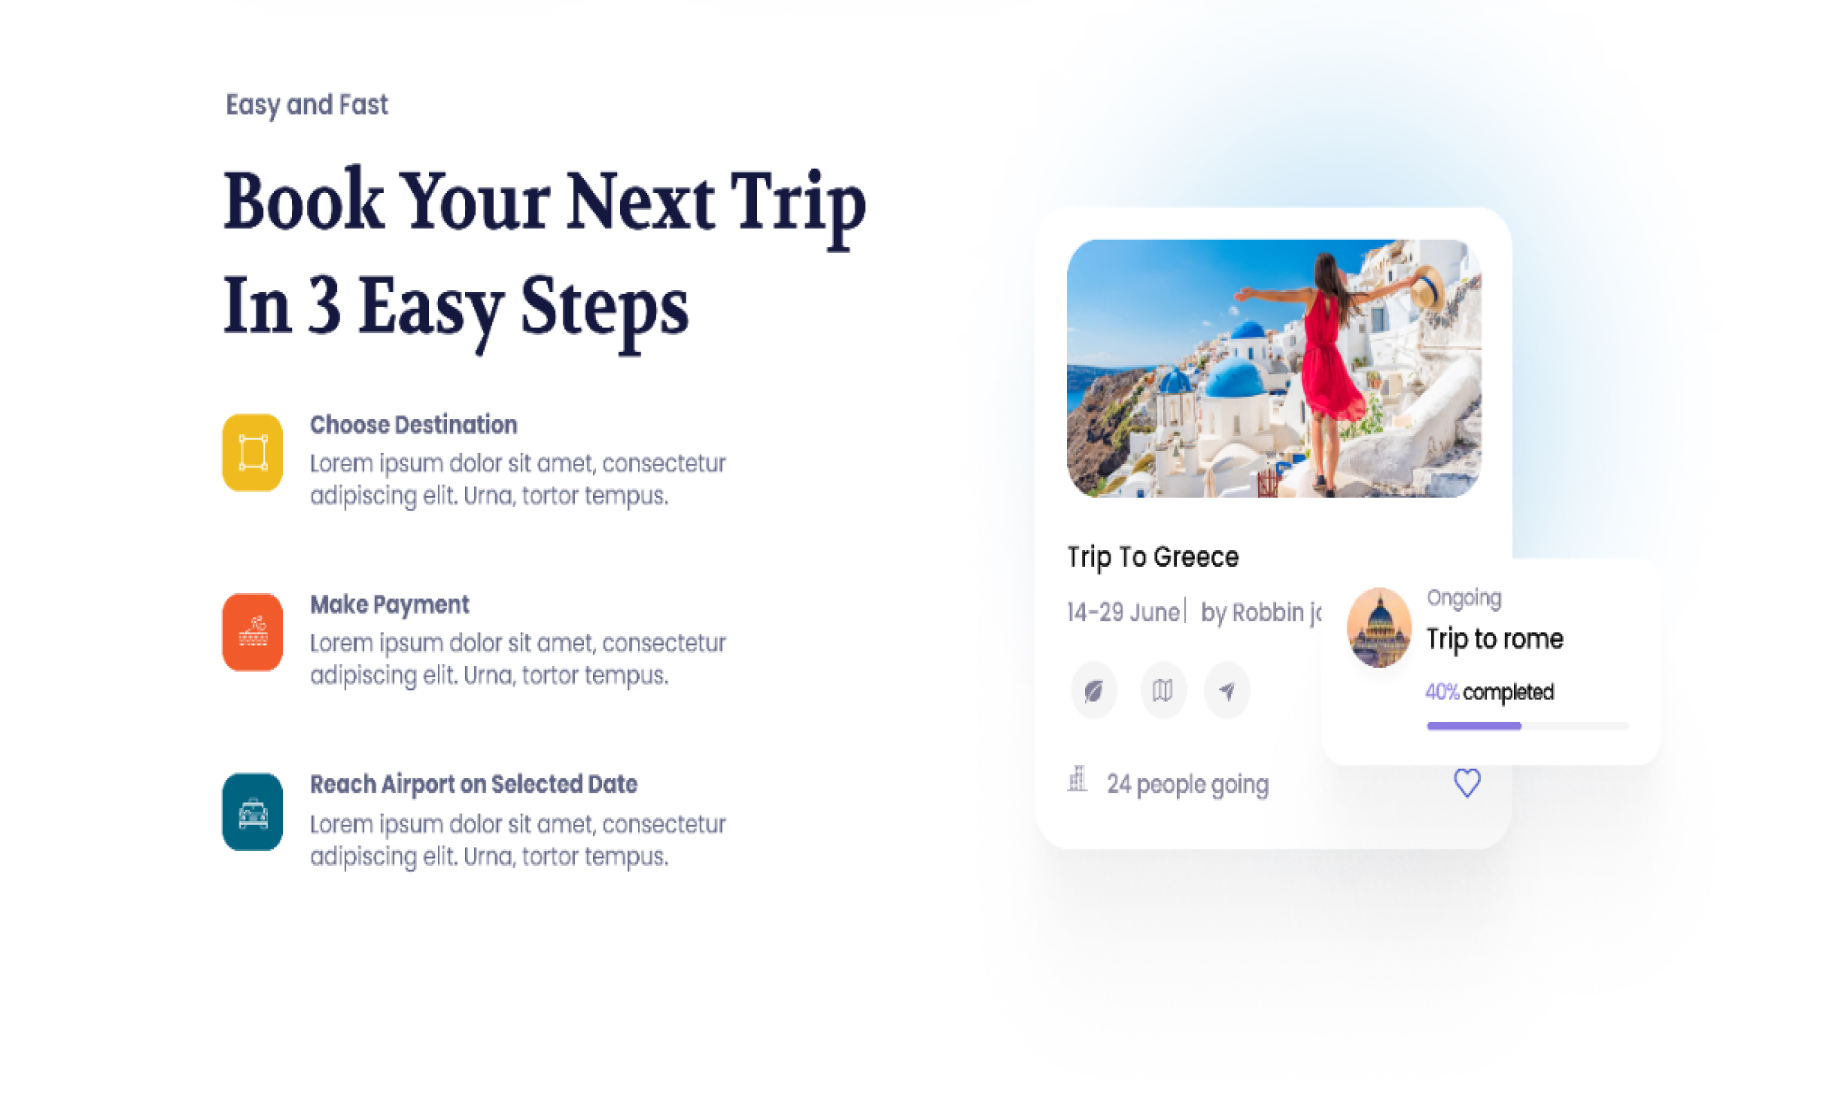 Easy and Fast
Book Your Next Trip
In 3 Easy Steps
Choose Destination
Lorem ipsum dolor sit amet, consectetur
adipiscing elit. Urna, tortor tempus.
Make Payment
Lorem ipsum dolor sit amet, consectetur
adipiscing elit. Urna, tortor tempus.
Reach Airport on Selected Date
Lorem ipsum dolor sit amet, consectetur
adipiscing elit. Urna, tortor tempus.
Trip To Greece
14-29 June | by Robbin
24 people going
Ongoing
Trip to rome
40% completed